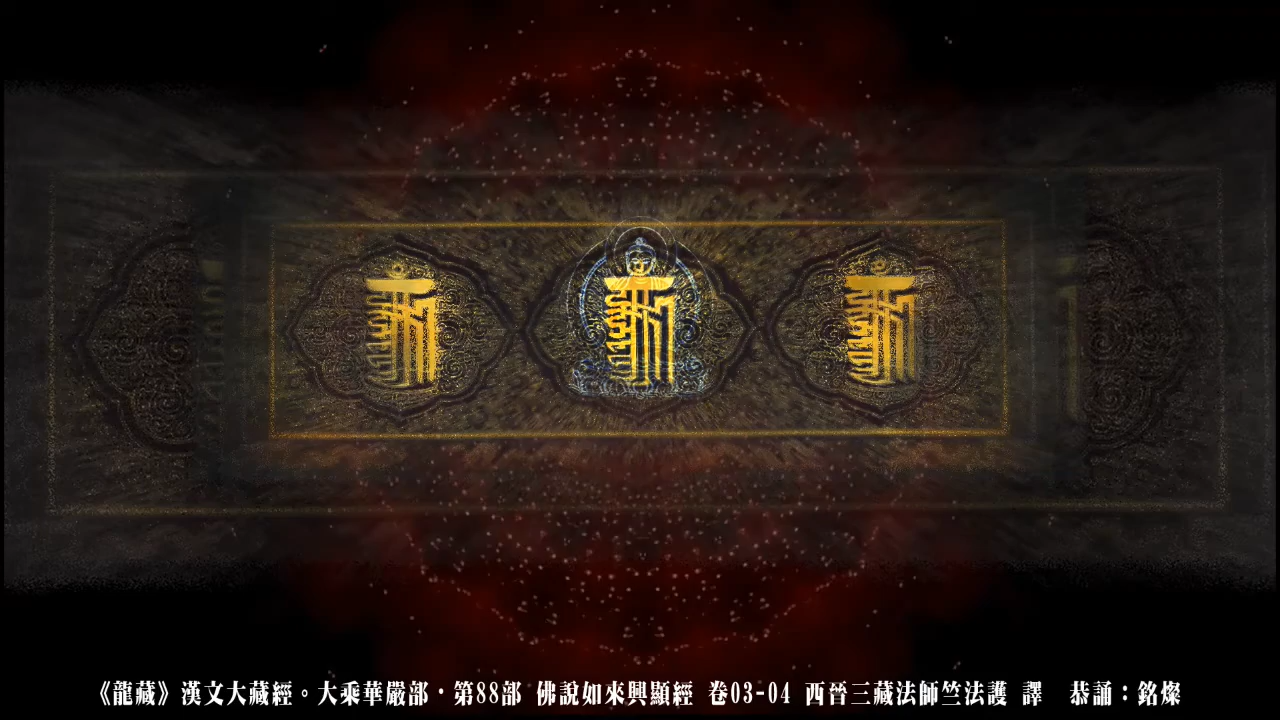 《龍藏》漢文大藏經。大乘華嚴部・第88部 佛說如來興顯經 卷03-04 西晉三藏法師竺法護 譯 恭誦：銘燦